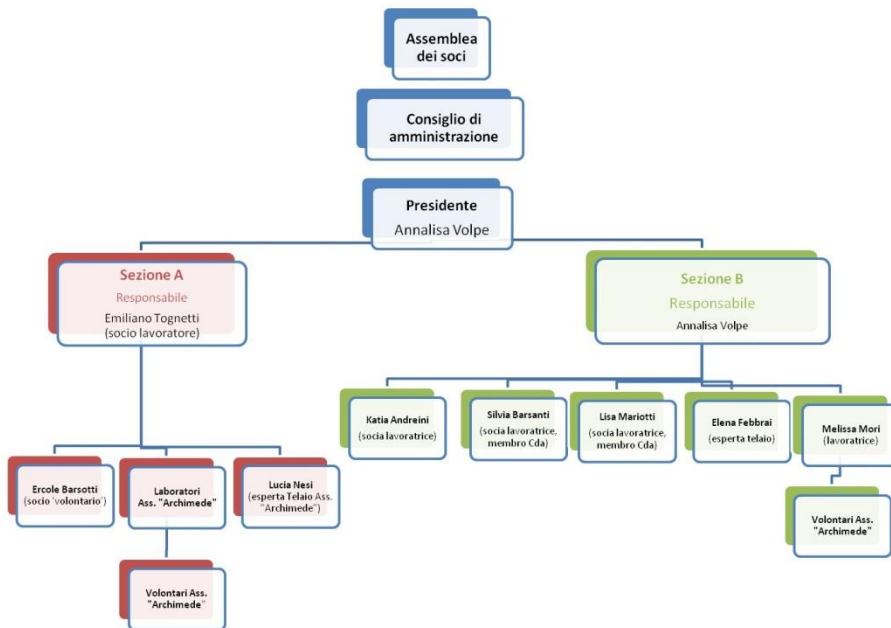 Assemblea
dei soci
Consiglio di
amministrazione
Presidente
Annalisa Volpe
Sezione A
Responsabile
Emiliano Tognetti
(socio lavoratore)
Sezione B
Responsabile
Annalisa Volpe
Katia Andreini
(socia lavoratrice)
Silvia Barsanti
(socia lavoratrice,
membro Cda)
Lisa Mariotti
(socia lavoratrice,
membro Cda)
Elena Febbrai
(esperta telaio)
Melissa Mori
(lavoratrice)
Ercole Barsotti
(socio 'volontario')
Laboratori
Ass. "Archimede"
Lucia Nesi
(esperta Telaio Ass.
"Archimede")
Volontari Ass.
"Archimede"
Volontari Ass.
"Archimede"